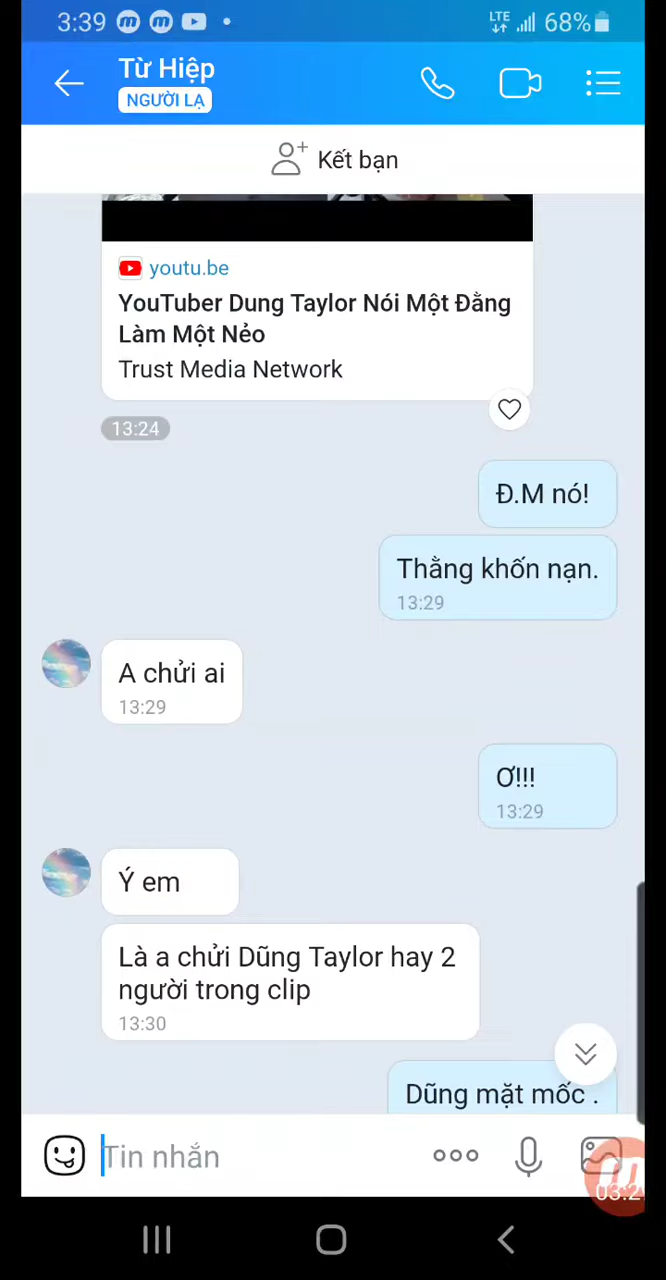 3:39
LTE
68%
Từ Hiệp
NGƯỜI LẠ
Kết bạn
youtu.be
YouTuber Dung Taylor Nói Một Đằng
Làm Một Nẻo
Trust Media Network
13:24
Đ.M nó!
Thằng khốn nạn.
13:29
A chửi ai
13:29
Ơ!!!
13:29
Ý em
Là a chửi Dũng Taylor hay 2
người trong clip
13:30
Dũng mặt mốc .
Tin nhắn